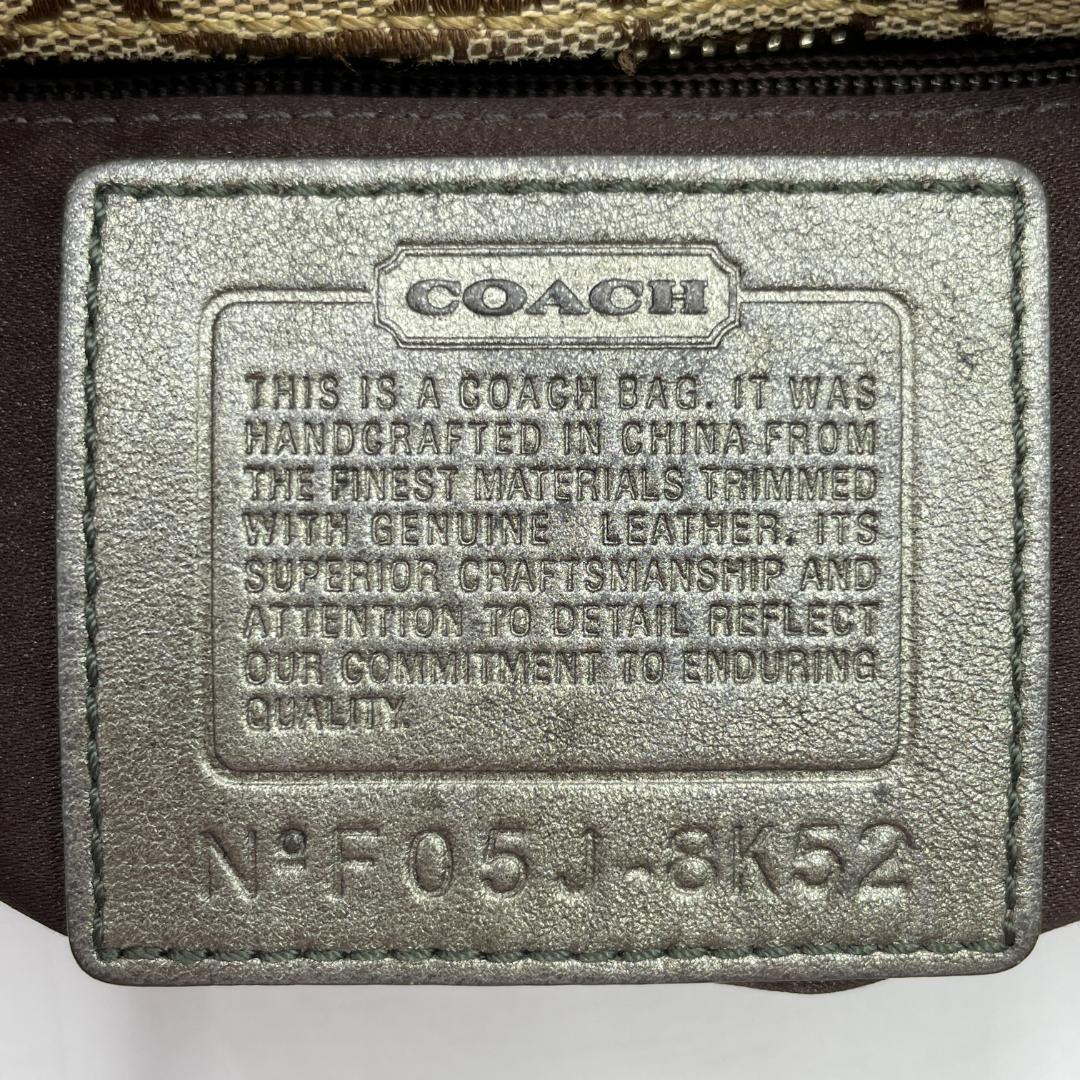 COACH
THIS IS A COACH BAG. IT WAS
HANDCRAFTED IN CHINA FROM
THE FINEST MATERIALS TRIMMED
WITH GENUINE LEATHER. ITS
SUPERIOR CRAFTSMANSHIP AND
ATTENTION TO DETAIL REFLECT
OUR COMMITMENT TO ENDURING
QUALITY.
Nº F05J-8K52